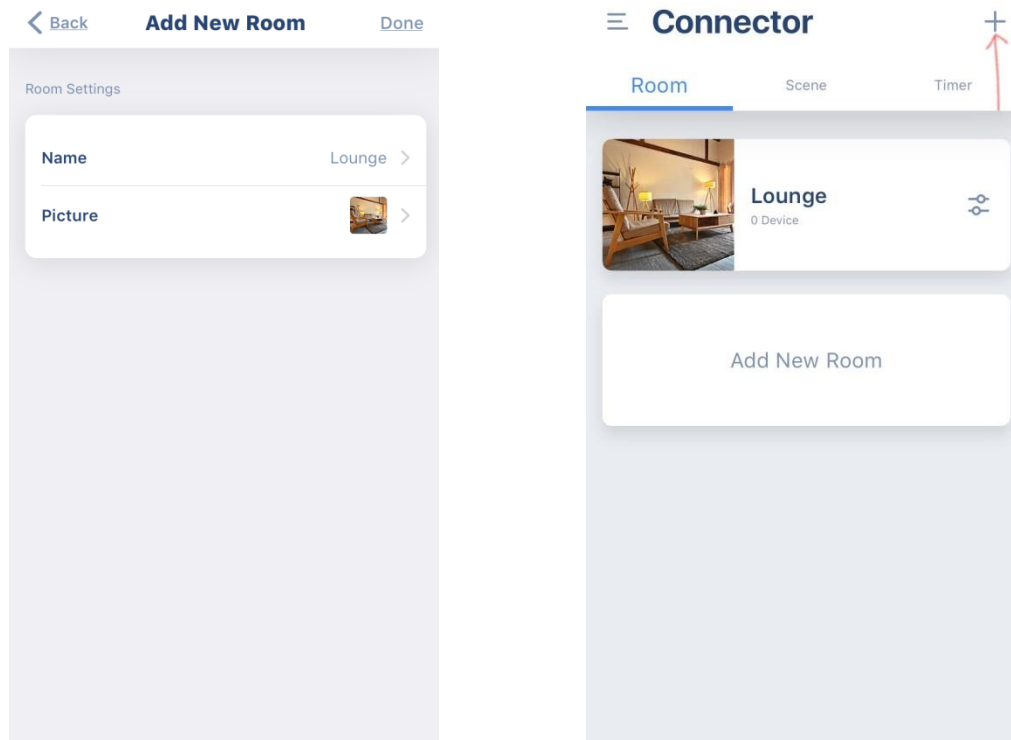 Back Add New Room Done
Room Settings
Name Lounge
Picture
Connector
Room Scene Timer
Lounge
0 Device
Add New Room